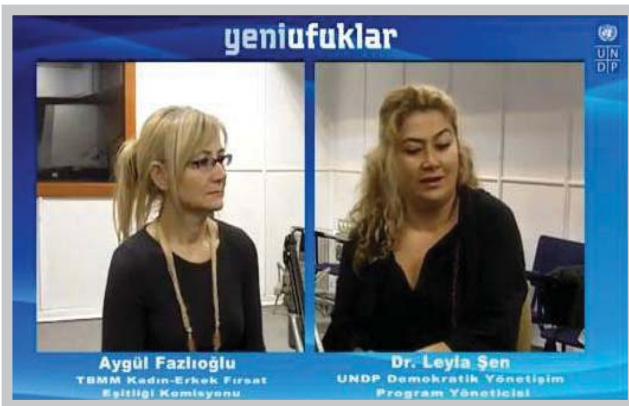 yeniufuklar
UN
DP
Aygül Fazlıoğlu
TBMM Kadın-Erkek Fırsat
Eşitliği Komisyonu
Dr. Leyla Şen
UNDP Demokratik Yönetişim
Program Yöneticisi